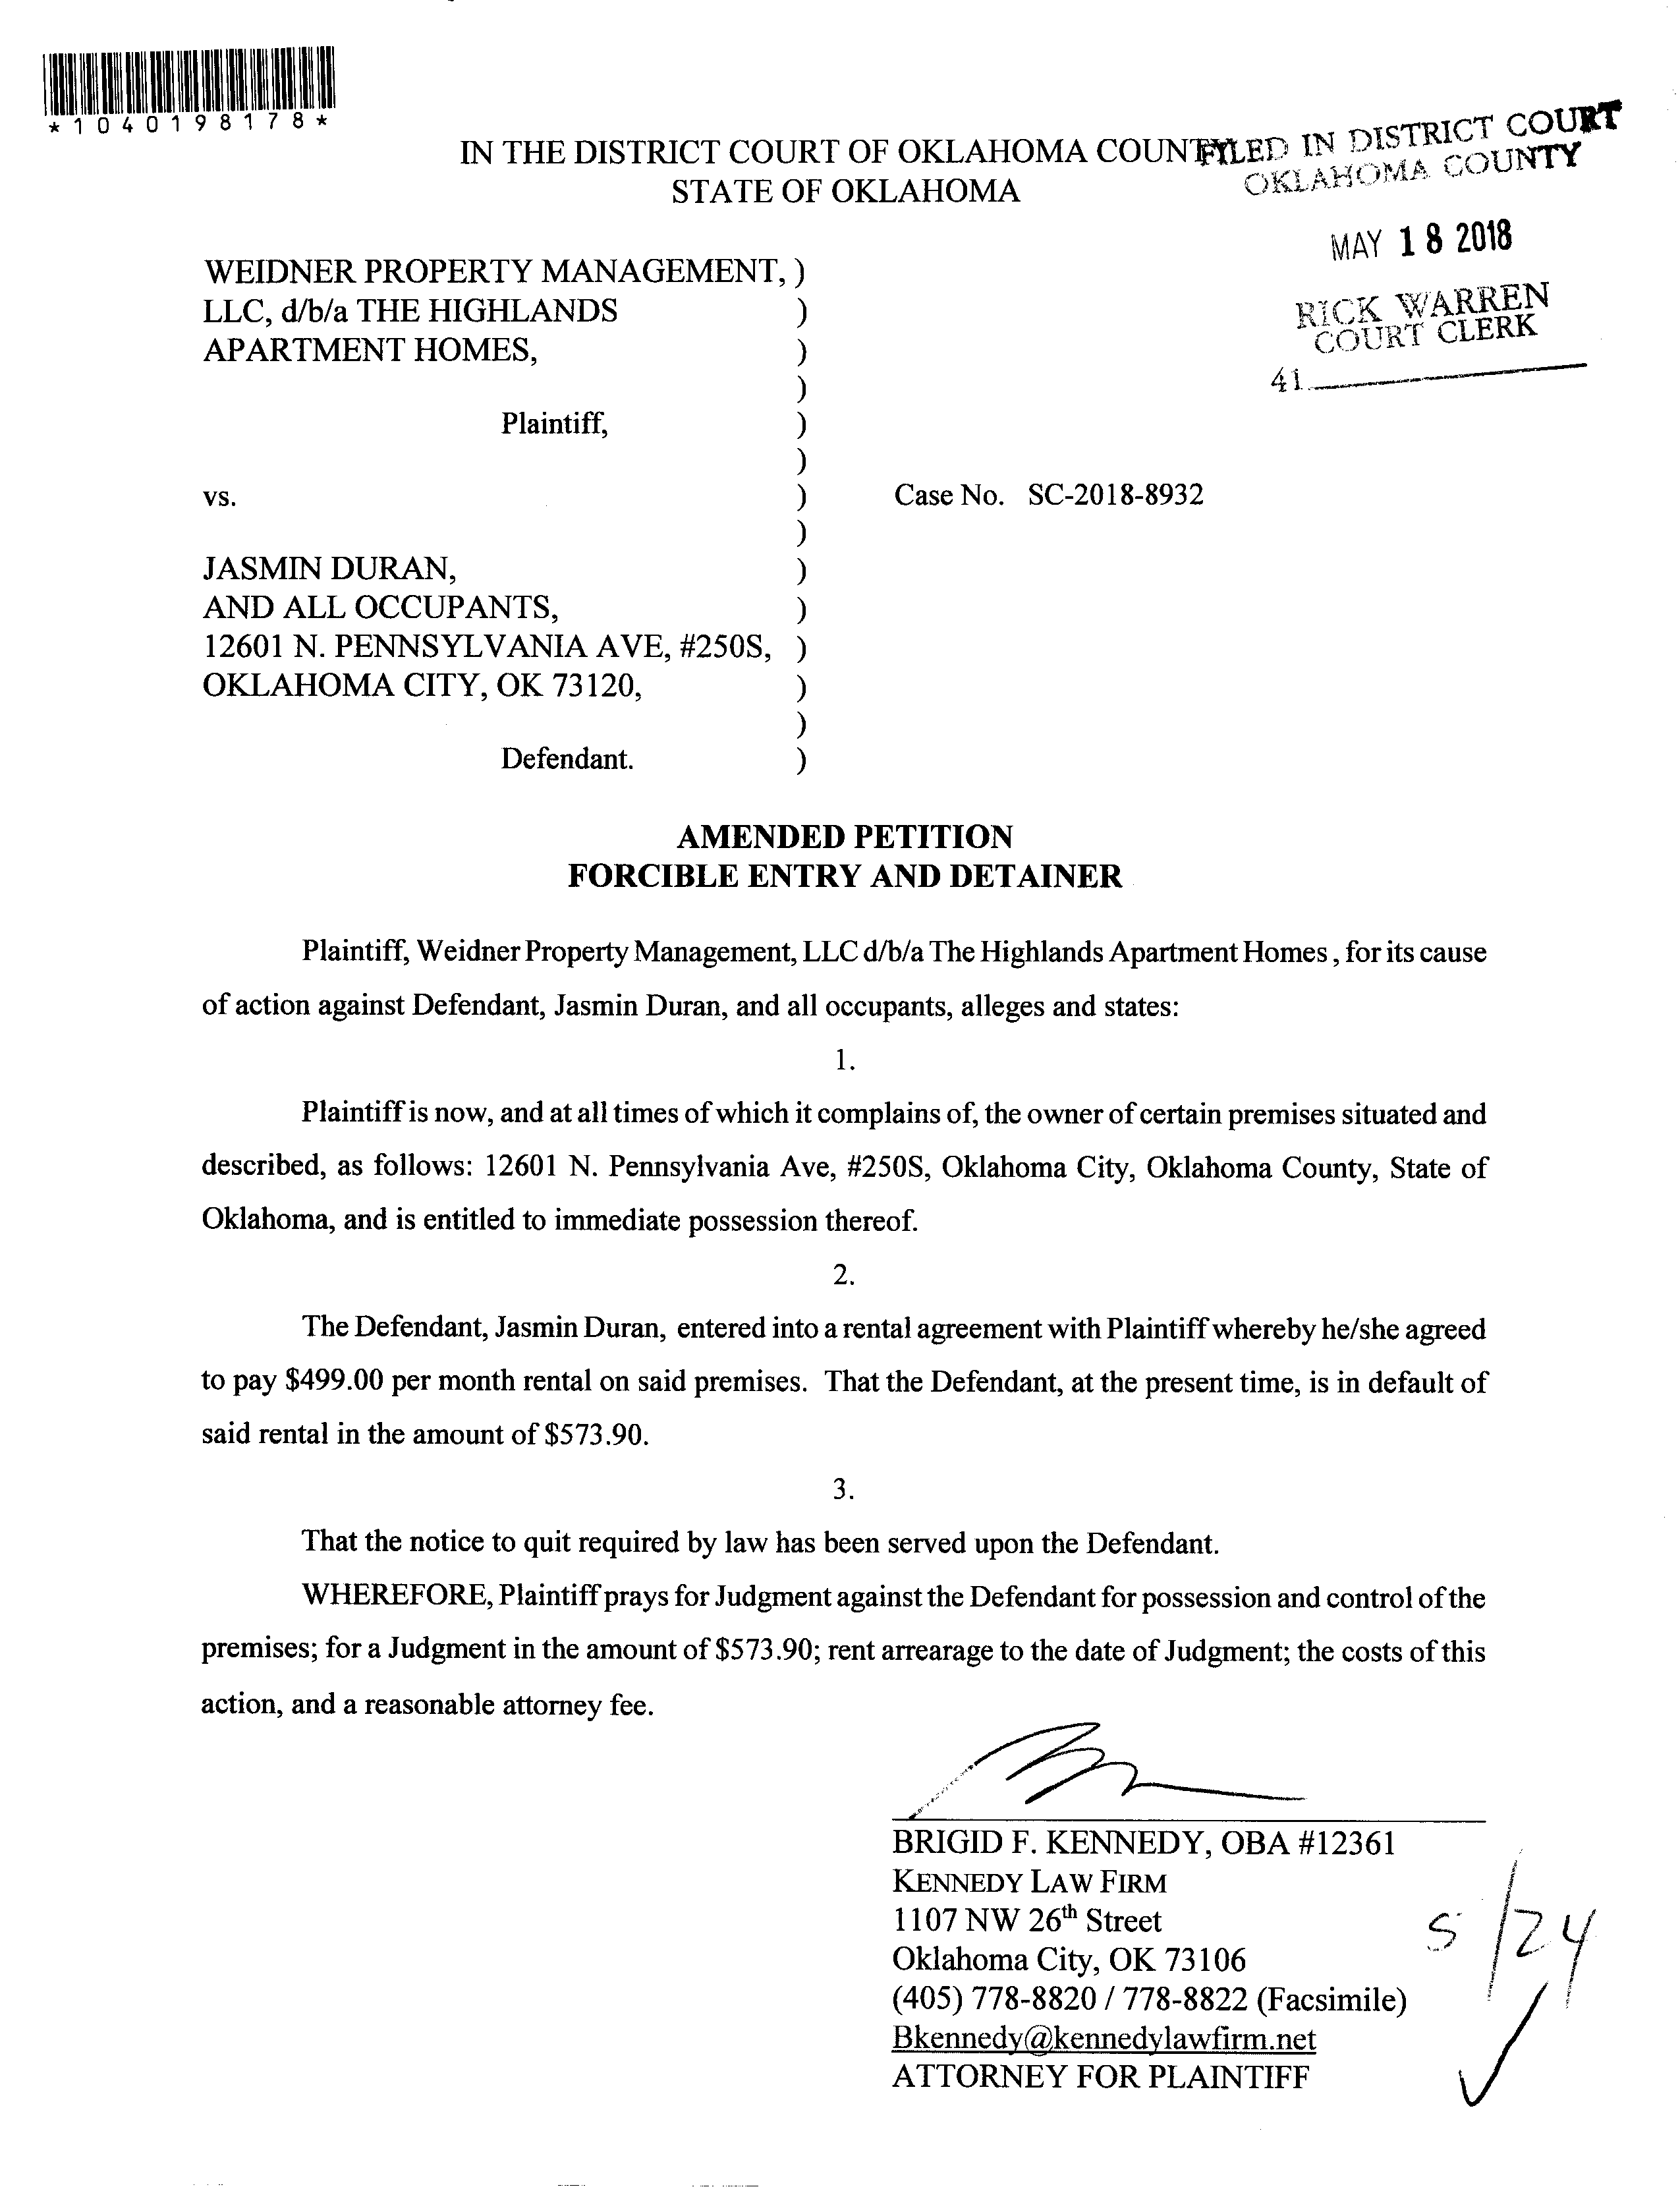 *1040198178*
IN THE DISTRICT COURT OF OKLAHOMA COUNTY
STATE OF OKLAHOMA
FILED IN DISTRICT COURT
OKLAHOMA COUNTY
MAY 18 2018
RICK WARREN
COURT CLERK
41
WEIDNER PROPERTY MANAGEMENT, )
LLC, d/b/a THE HIGHLANDS )
APARTMENT HOMES, )
)
Plaintiff, )
)
vs. ) Case No. SC-2018-8932
)
JASMIN DURAN, )
AND ALL OCCUPANTS, )
12601 N. PENNSYLVANIA AVE, #250S, )
OKLAHOMA CITY, OK 73120, )
)
Defendant. )
AMENDED PETITION
FORCIBLE ENTRY AND DETAINER
Plaintiff, Weidner Property Management, LLC d/b/a The Highlands Apartment Homes , for its cause
of action against Defendant, Jasmin Duran, and all occupants, alleges and states:
1.
Plaintiff is now, and at all times of which it complains of, the owner of certain premises situated and
described, as follows: 12601 N. Pennsylvania Ave, #250S, Oklahoma City, Oklahoma County, State of
Oklahoma, and is entitled to immediate possession thereof.
2.
The Defendant, Jasmin Duran, entered into a rental agreement with Plaintiff whereby he/she agreed
to pay $499.00 per month rental on said premises. That the Defendant, at the present time, is in default of
said rental in the amount of $573.90.
3.
That the notice to quit required by law has been served upon the Defendant.
WHEREFORE, Plaintiff prays for Judgment against the Defendant for possession and control of the
premises; for a Judgment in the amount of $573.90; rent arrearage to the date of Judgment; the costs of this
action, and a reasonable attorney fee.
BRIGID F. KENNEDY, OBA #12361
KENNEDY LAW FIRM
1107 NW 26th Street
Oklahoma City, OK 73106
(405) 778-8820 / 778-8822 (Facsimile)
Bkennedy@kennedylawfirm.net
ATTORNEY FOR PLAINTIFF
5/24